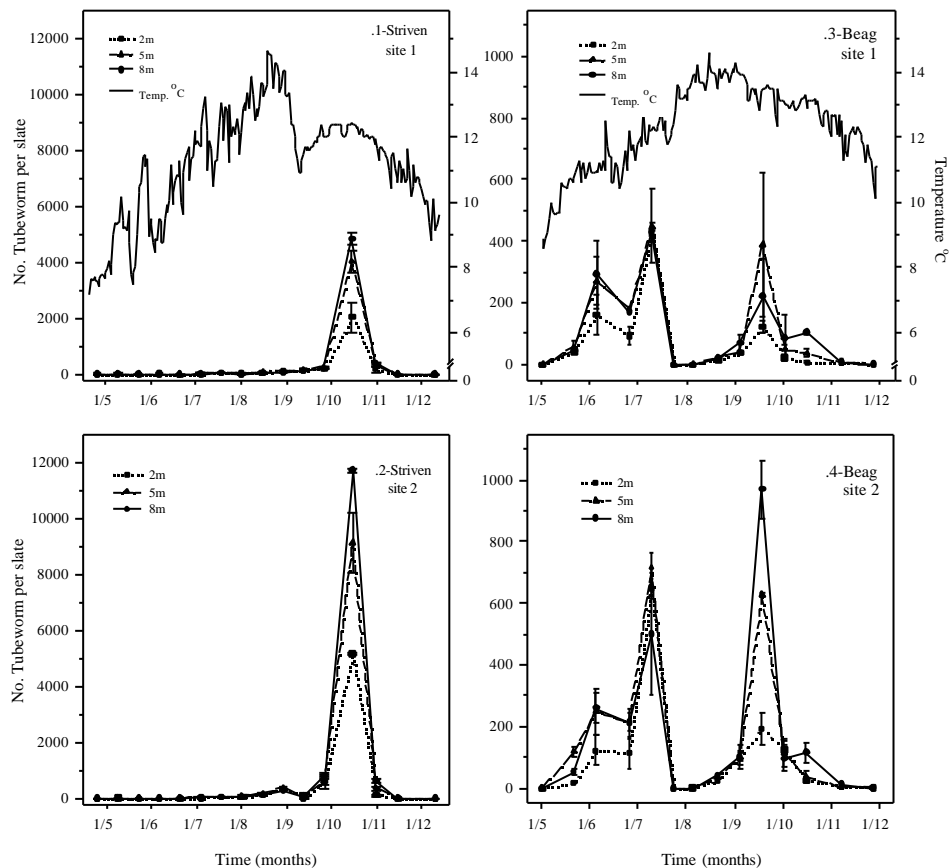 .1-Striven
site 1
2m
5m
8m
Temp. °C
12000
10000
8000
6000
4000
2000
0
No. Tubeworm per slate
14
12
10
8
6
0
1/5 1/6 1/7 1/8 1/9 1/10 1/11 1/12
.3-Beag
site 1
2m
5m
8m
Temp. °C
1000
800
600
400
200
0
14
12
10
8
6
0
Temperature °C
1/5 1/6 1/7 1/8 1/9 1/10 1/11 1/12
.2-Striven
site 2
2m
5m
8m
12000
10000
8000
6000
4000
2000
0
No. Tubeworm per slate
1/5 1/6 1/7 1/8 1/9 1/10 1/11 1/12
Time (months)
.4-Beag
site 2
2m
5m
8m
1000
800
600
400
200
0
1/5 1/6 1/7 1/8 1/9 1/10 1/11 1/12
Time (months)